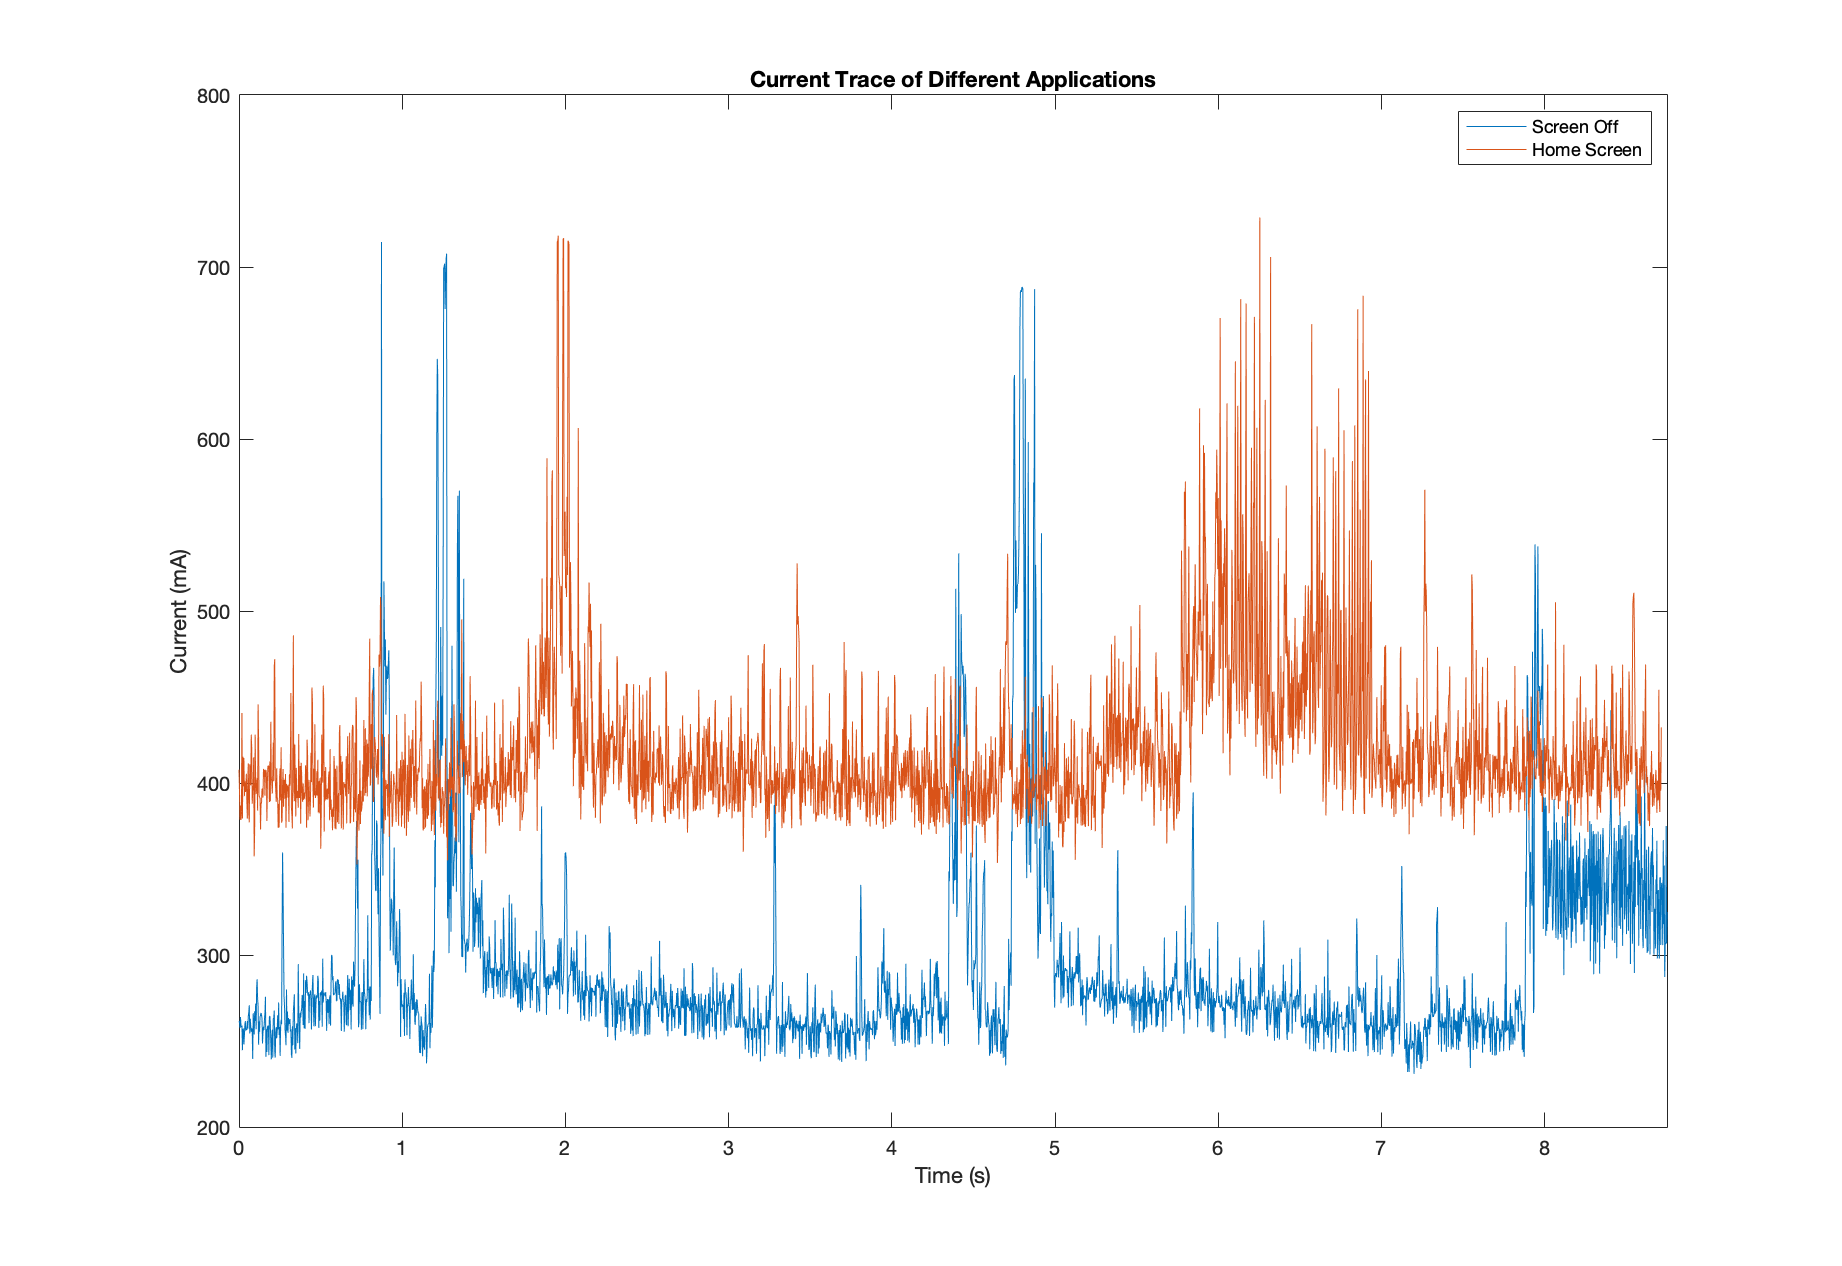 Current Trace of Different Applications
Screen Off
Home Screen
800
700
600
500
400
300
200
Current (mA)
0 1 2 3 4 5 6 7 8
Time (s)